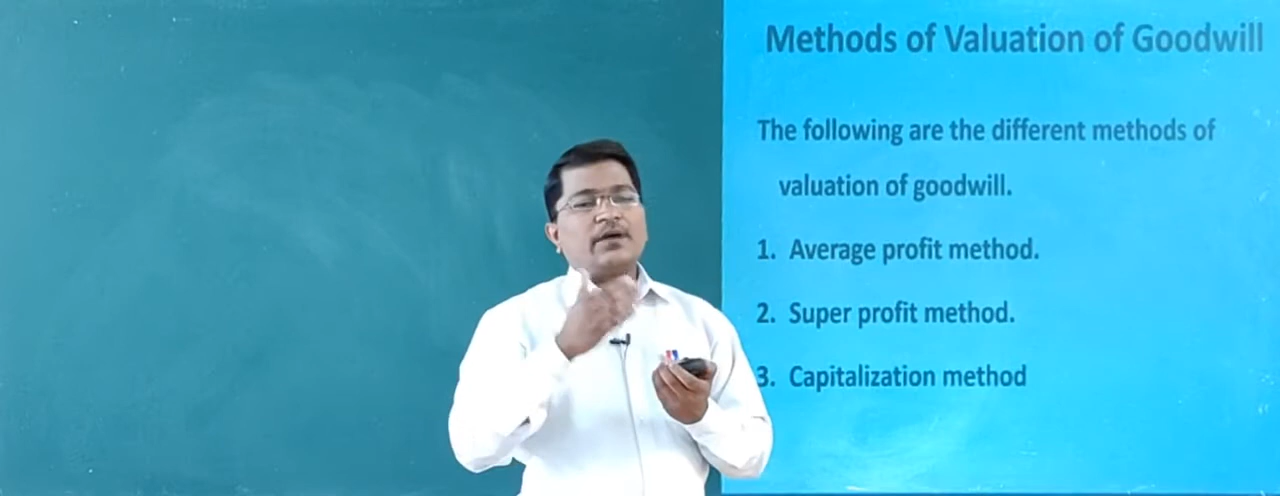 Methods of Valuation of Goodwill
The following are the different methods of
valuation of goodwill.
1. Average profit method.
2. Super profit method.
3. Capitalization method